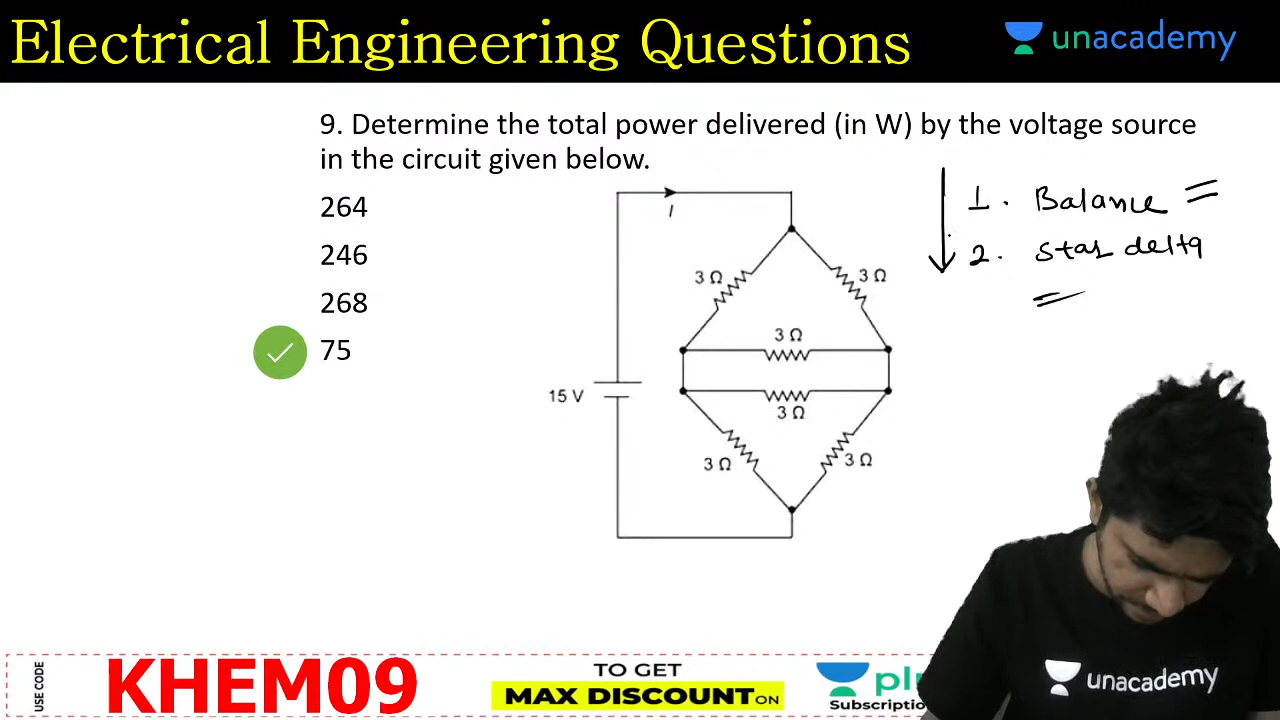 Electrical Engineering Questions
unacademy
9. Determine the total power delivered (in W) by the voltage source
in the circuit given below.
264
246
268
75
I
3 Ω
3 Ω
3 Ω
3 Ω
3 Ω
3 Ω
15 V
1. Balance =
2. star delta
unacademy
USE CODE
KHEM09
TO GET
MAX DISCOUNT ON
Subscriptio